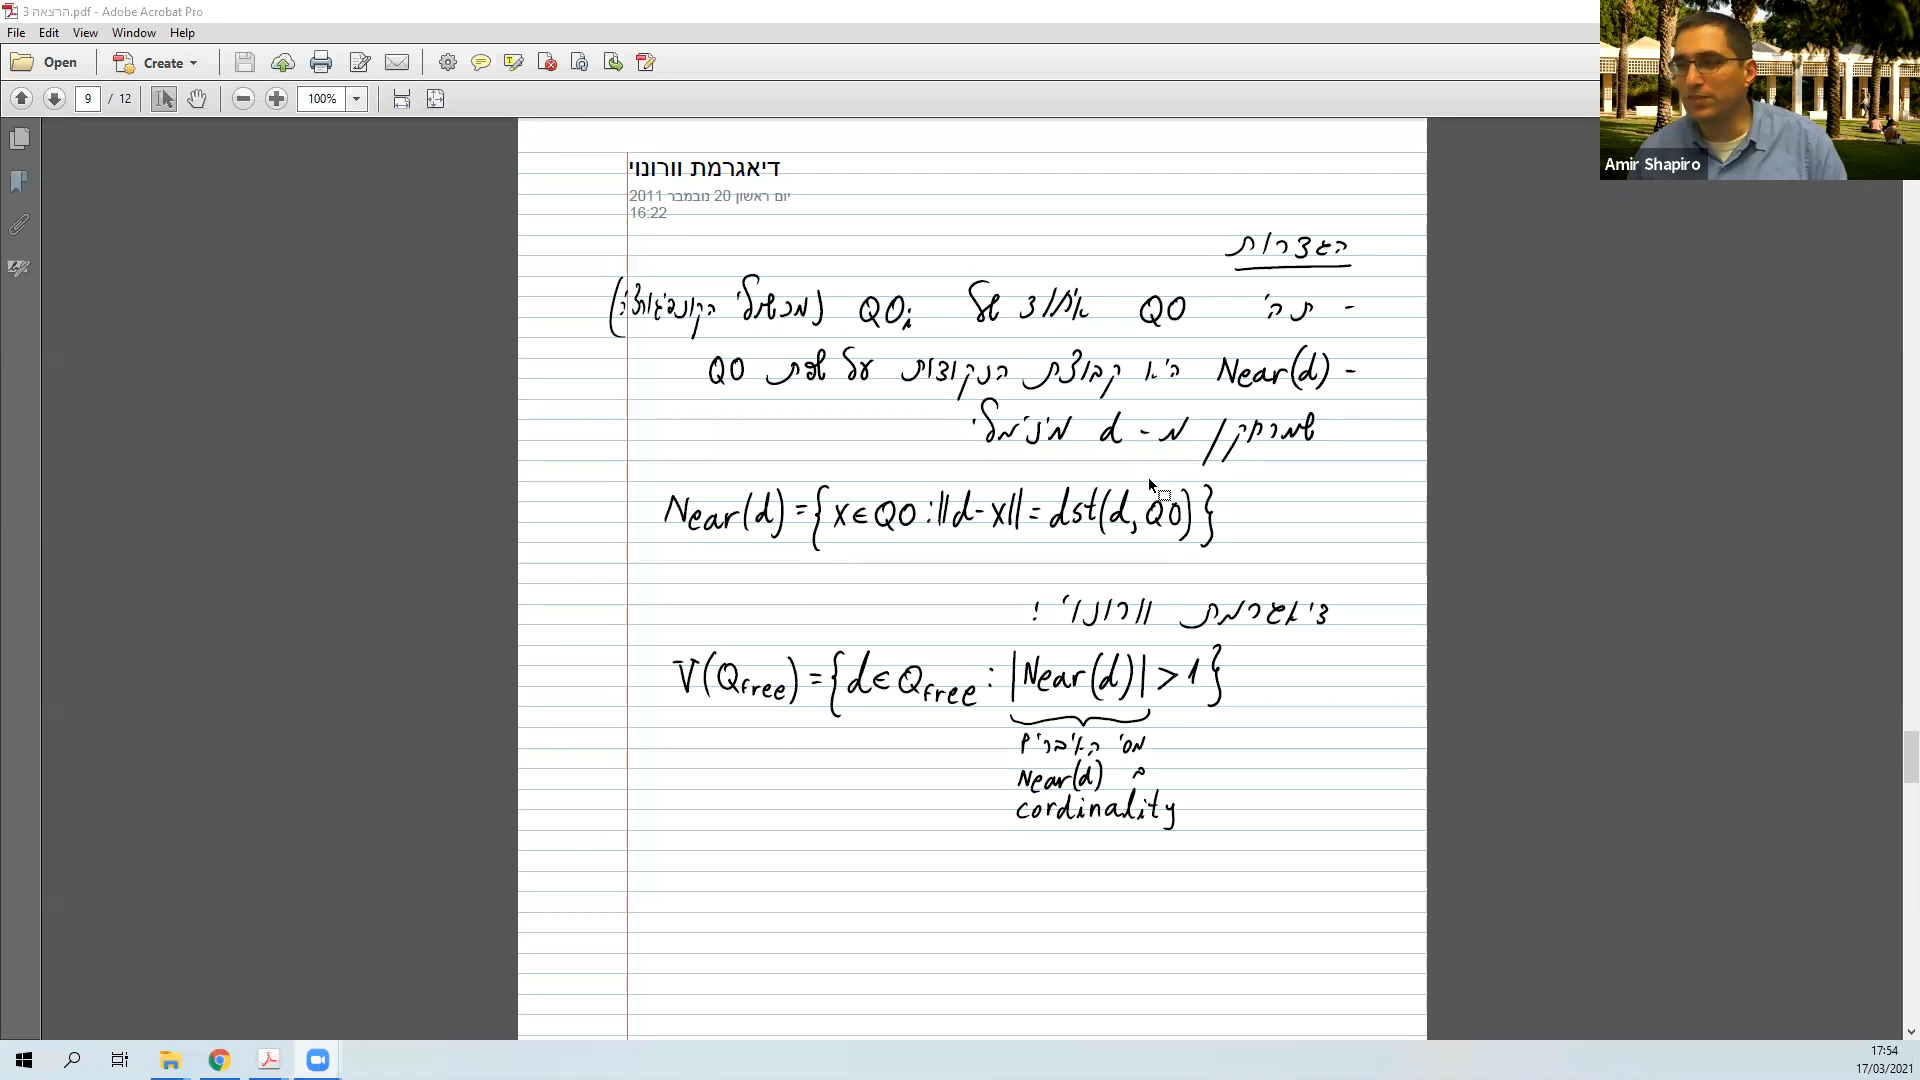 הרצאה 3.pdf - Adobe Acrobat Pro
File Edit View Window Help
Open Create
9 / 12 100%
Amir Shapiro
דיאגרמת וורונוי
יום ראשון 20 נובמבר 2011
16:22
הגדרות
- תהי QO איחוד של QOi (מכשולי הקונפיגורציה)
- Near(d) היא קבוצת הנקודות על שפת QO
שמרחקן מ- d מינימלי
Near(d) = {x∈QO : ||d-x|| = dst(d, QO)}
דיאגרמת וורונוי :
V(Qfree) = {d∈Qfree : |Near(d)| > 1}
מס' האיברים
ב Near(d)
cordinality
17:54
17/03/2021